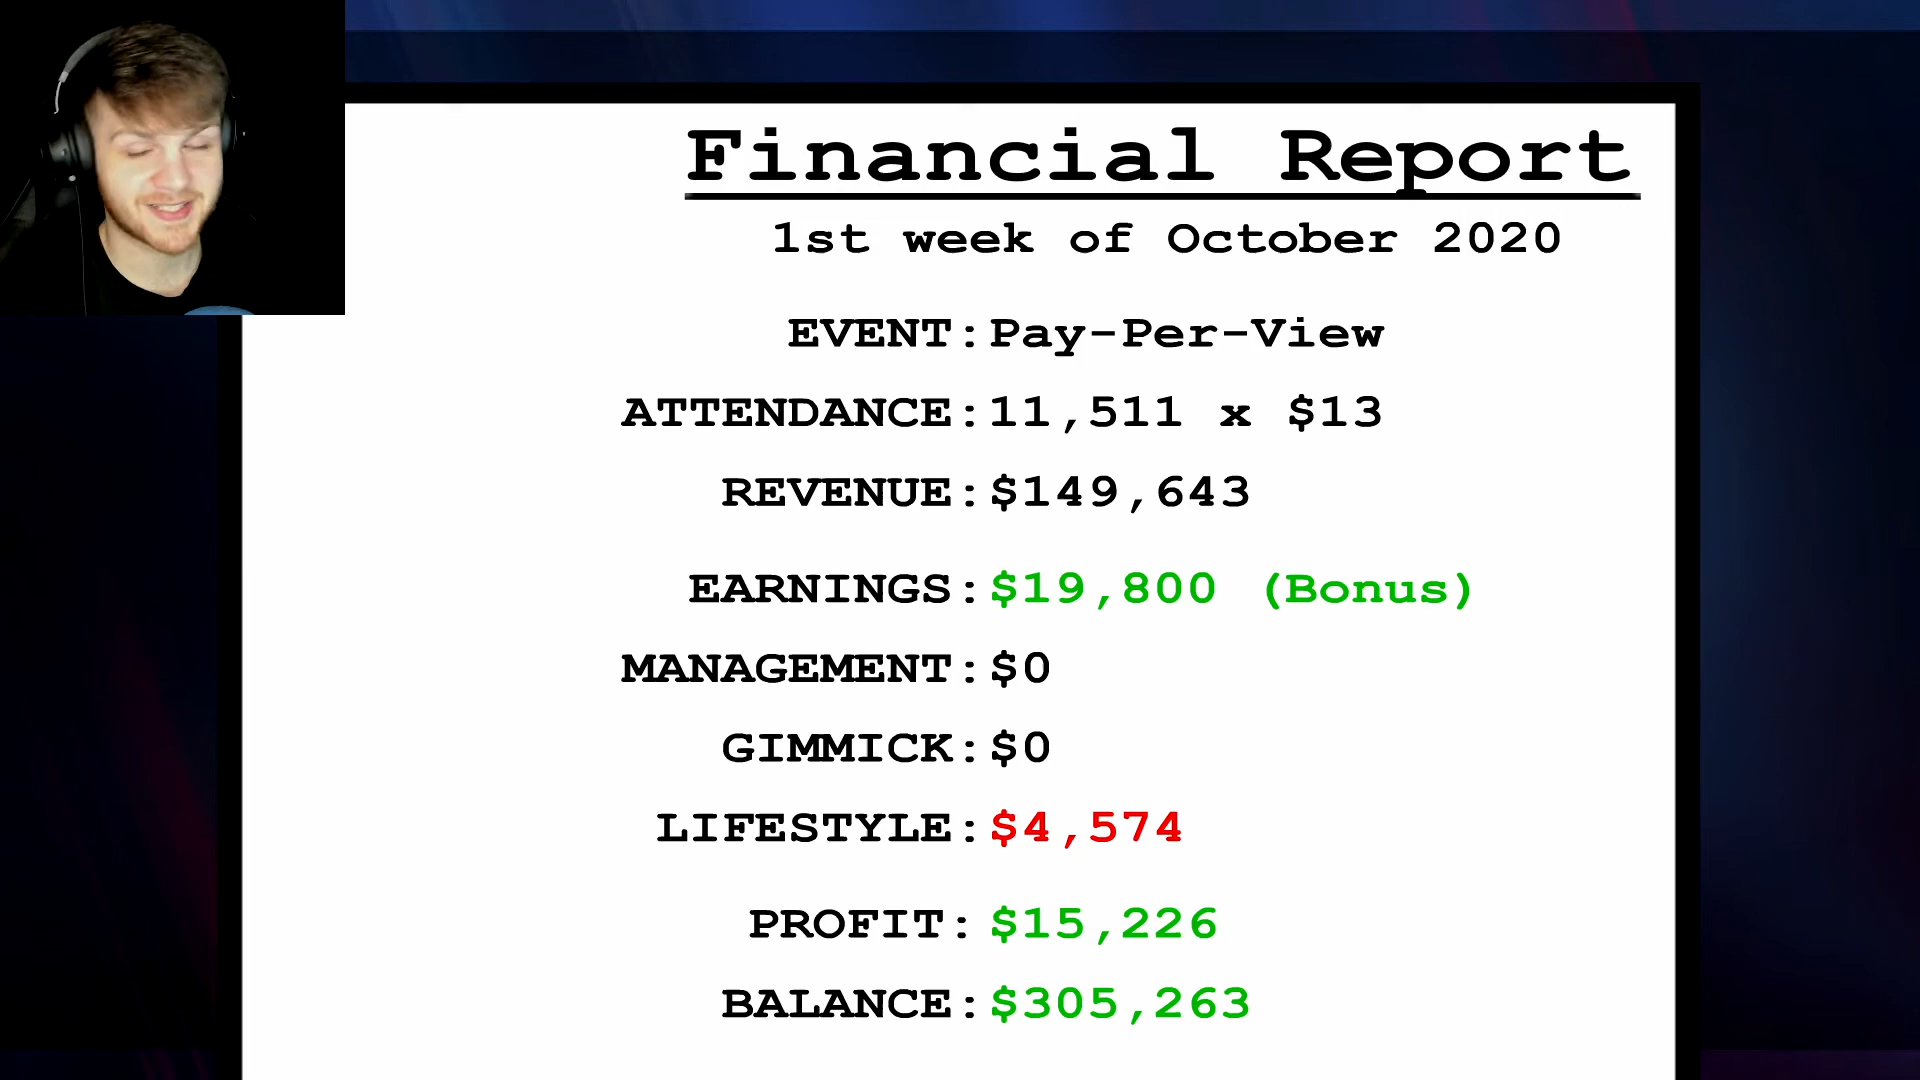 Financial Report
1st week of October 2020
EVENT: Pay-Per-View
ATTENDANCE: 11,511 x $13
REVENUE: $149,643
EARNINGS: $19,800 (Bonus)
MANAGEMENT: $0
GIMMICK: $0
LIFESTYLE: $4,574
PROFIT: $15,226
BALANCE: $305,263